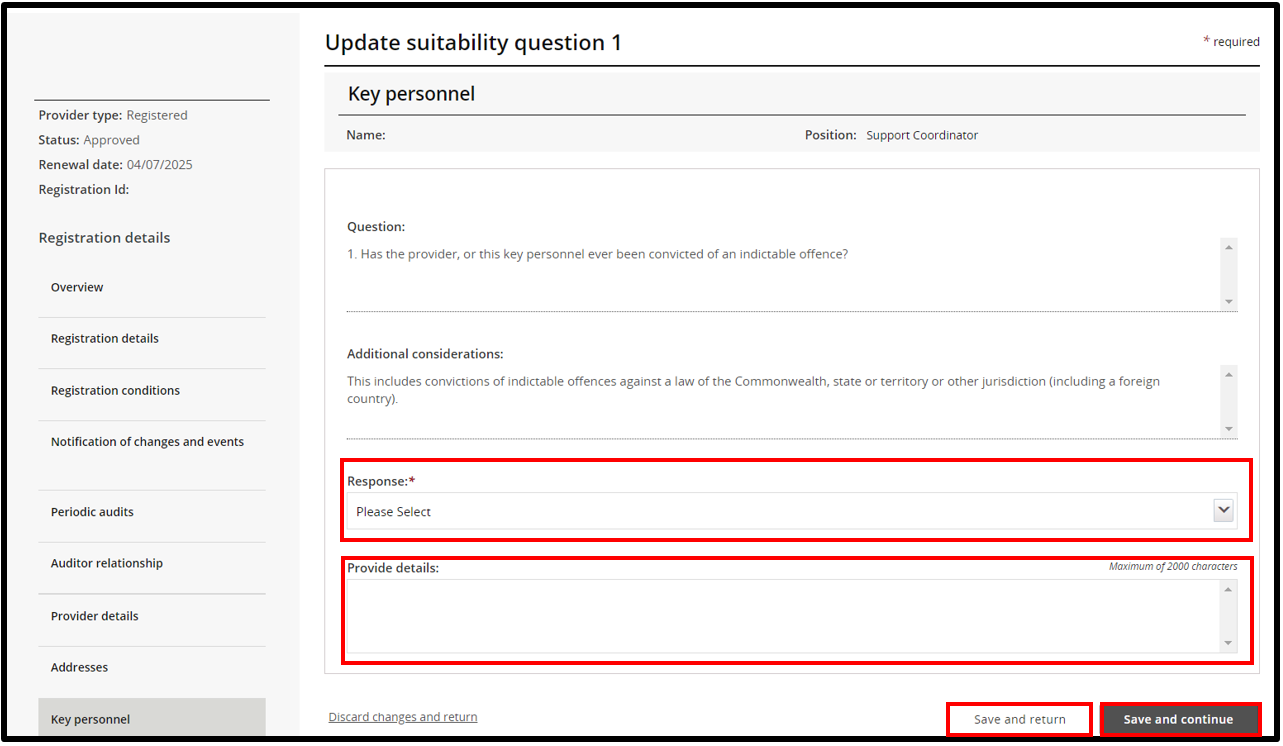 Update suitability question 1
* required
Key personnel
Name:
Position: Support Coordinator
Provider type: Registered
Status: Approved
Renewal date: 04/07/2025
Registration Id:
Registration details
Overview
Registration details
Registration conditions
Notification of changes and events
Periodic audits
Auditor relationship
Provider details
Addresses
Key personnel
Question:
1. Has the provider, or this key personnel ever been convicted of an indictable offence?
Additional considerations:
This includes convictions of indictable offences against a law of the Commonwealth, state or territory or other jurisdiction (including a foreign
country).
Response:*
Please Select
Provide details:
Maximum of 2000 characters
Discard changes and return
Save and return
Save and continue